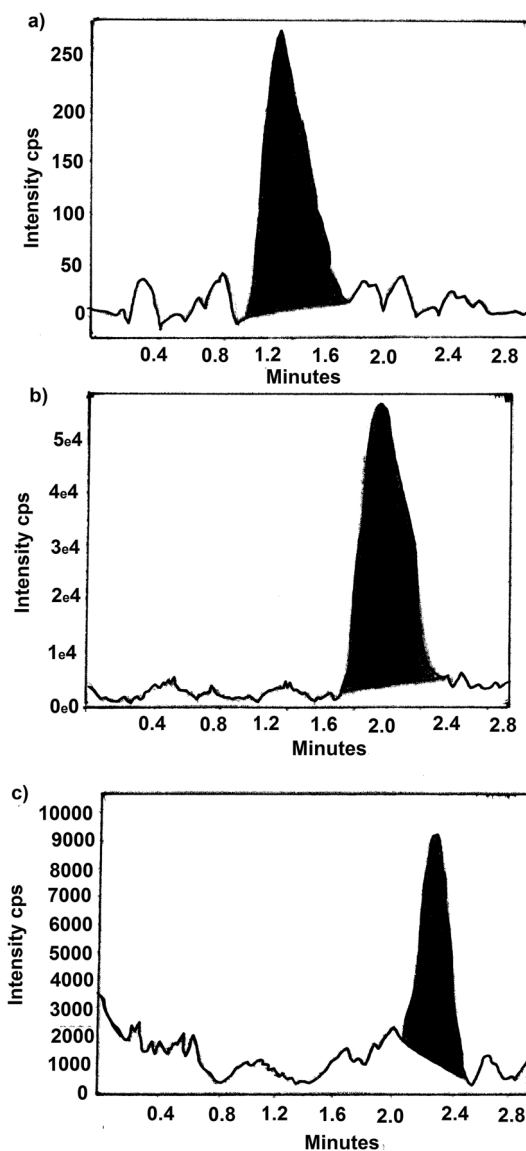 a)
250
200
150
100
50
0
Intensity cps
0.4 0.8 1.2 1.6 2.0 2.4 2.8
Minutes
b)
5e4
4e4
3e4
2e4
1e4
0e0
Intensity cps
0.4 0.8 1.2 1.6 2.0 2.4 2.8
Minutes
c)
10000
9000
8000
7000
6000
5000
4000
3000
2000
1000
0
Intensity cps
0.4 0.8 1.2 1.6 2.0 2.4 2.8
Minutes